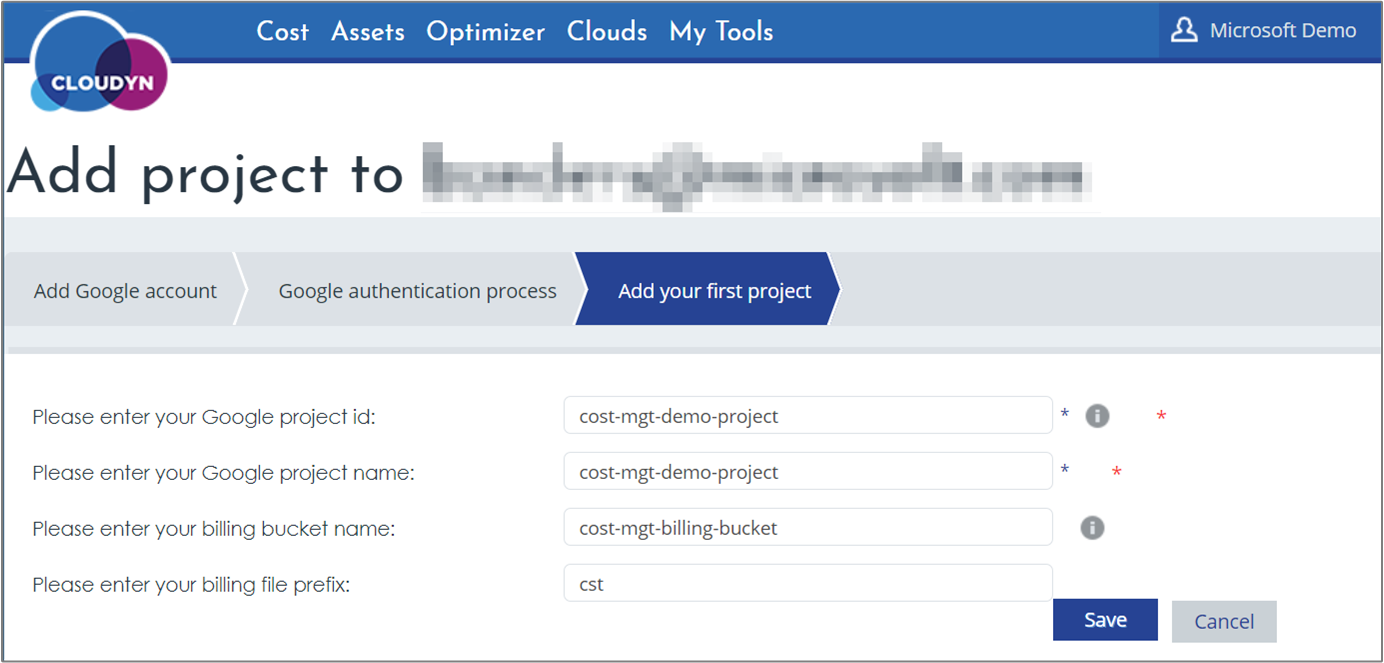 CLOUDYN
Cost Assets Optimizer Clouds My Tools
Microsoft Demo
Add project to
Add Google account
Google authentication process
Add your first project
Please enter your Google project id:
cost-mgt-demo-project * i *
Please enter your Google project name:
cost-mgt-demo-project * *
Please enter your billing bucket name:
cost-mgt-billing-bucket i
Please enter your billing file prefix:
cst
Save
Cancel